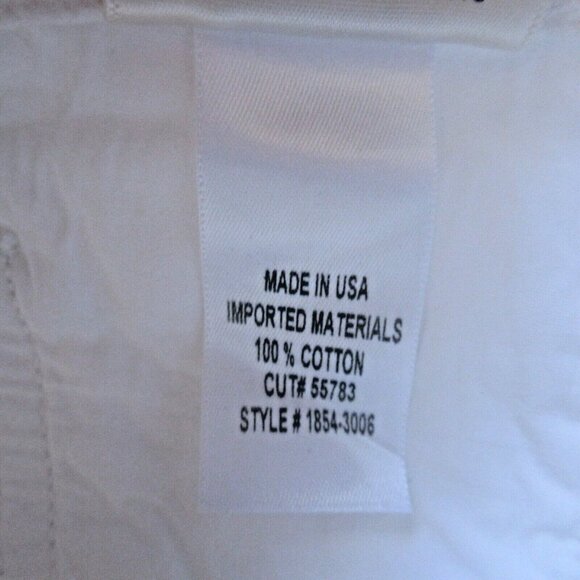 MADE IN USA
IMPORTED MATERIALS
100 % COTTON
CUT# 55783
STYLE # 1854-3006